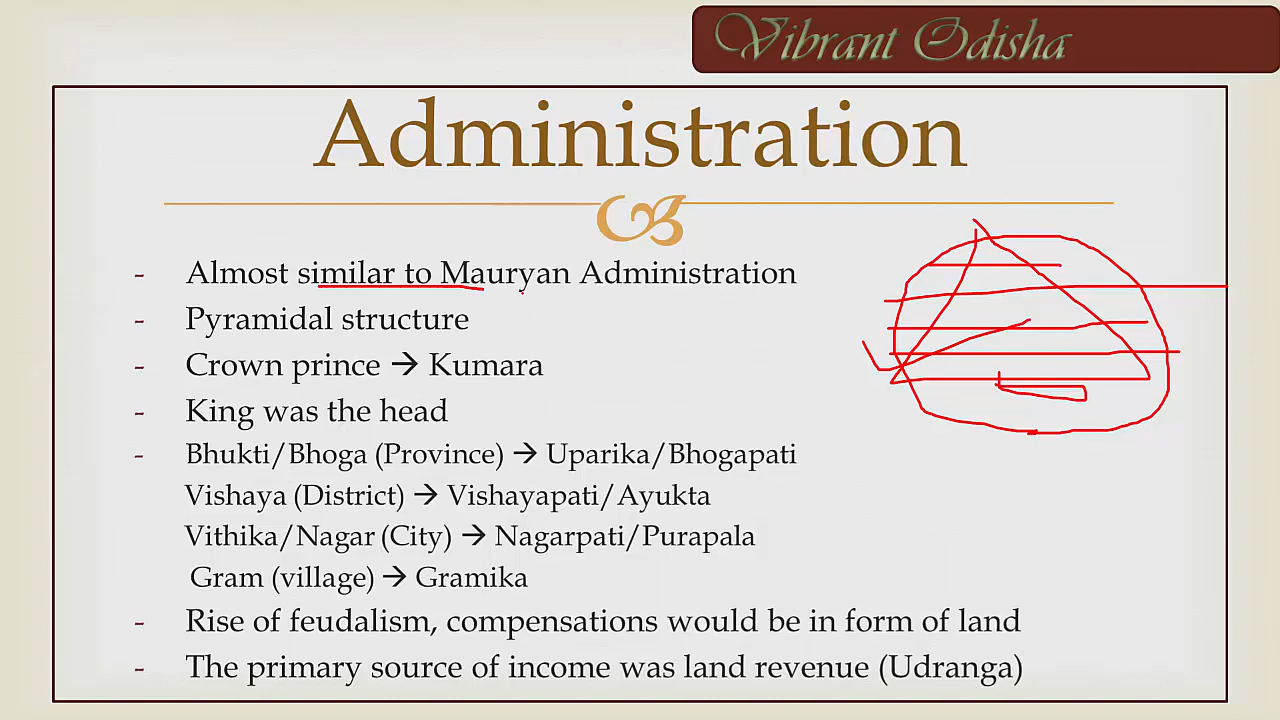 Vibrant Odisha
Administration
- Almost similar to Mauryan Administration
- Pyramidal structure
- Crown prince → Kumara
- King was the head
- Bhukti/Bhoga (Province) → Uparika/Bhogapati
Vishaya (District) → Vishayapati/Ayukta
Vithika/Nagar (City) → Nagarpati/Purapala
Gram (village) → Gramika
- Rise of feudalism, compensations would be in form of land
- The primary source of income was land revenue (Udranga)